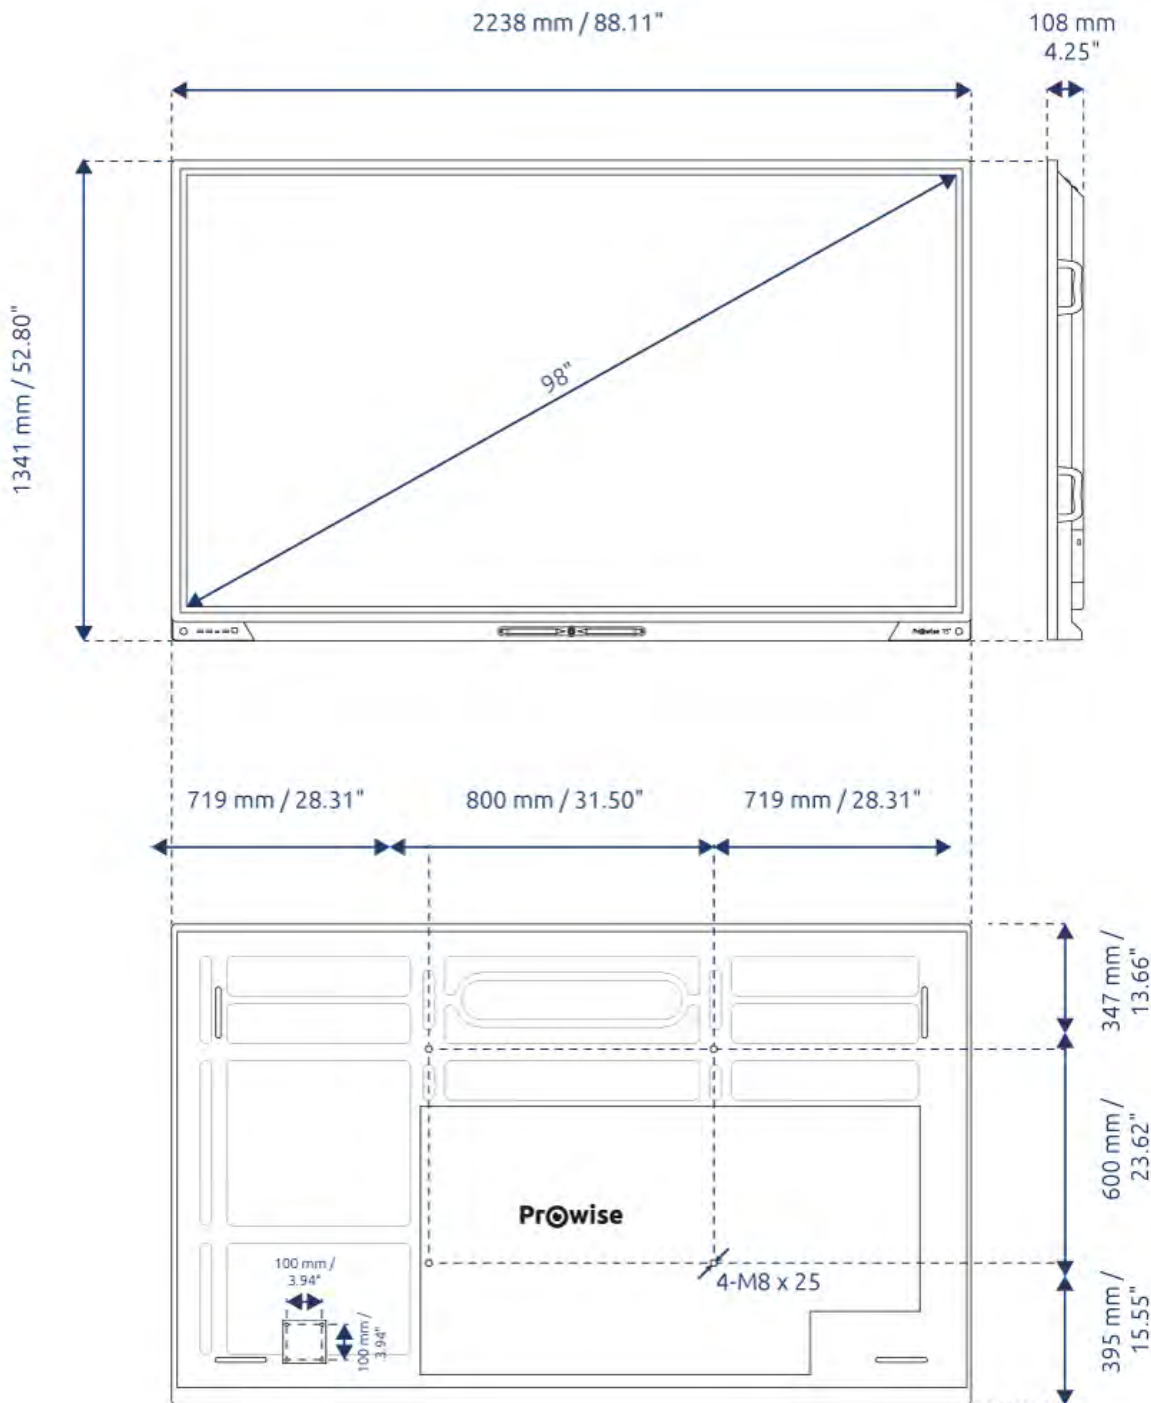 2238 mm / 88.11"
108 mm
4.25"
1341 mm / 52.80"
98"
Prowise
719 mm / 28.31"
800 mm / 31.50"
719 mm / 28.31"
347 mm /
13.66"
600 mm /
23.62"
Prowise
100 mm /
3.94"
100 mm /
3.94"
4-M8 x 25
395 mm /
15.55"